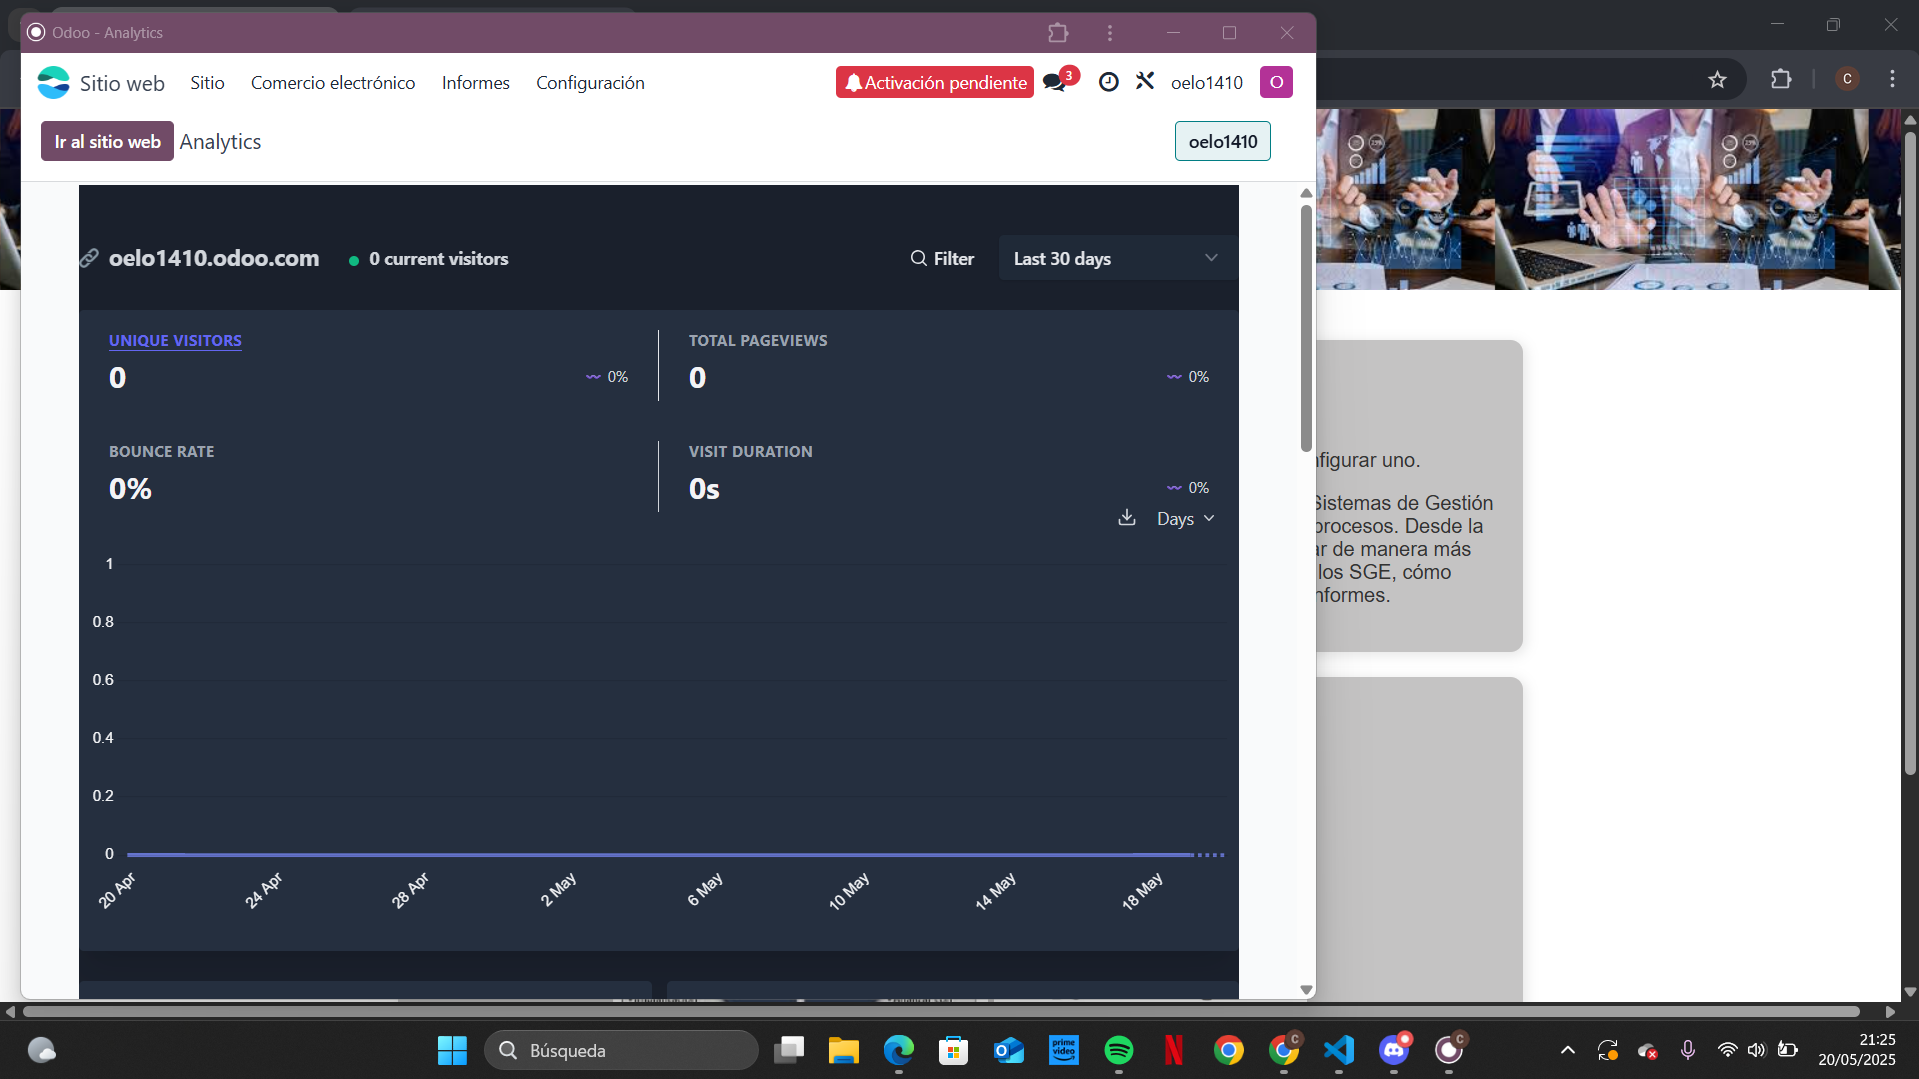 Odoo - Analytics
Sitio web Sitio Comercio electrónico Informes Configuración Activación pendiente 3 oelo1410 O
Ir al sitio web Analytics oelo1410
oelo1410.odoo.com 0 current visitors Filter Last 30 days
UNIQUE VISITORS TOTAL PAGEVIEWS
0 0% 0 0%
BOUNCE RATE VISIT DURATION
0% 0s 0%
Days
1
0.8
0.6
0.4
0.2
0
20 Apr 24 Apr 28 Apr 2 May 6 May 10 May 14 May 18 May
C
figurar uno.
Sistemas de Gestión
procesos. Desde la
ar de manera más
los SGE, cómo
nformes.
Búsqueda
prime video
C
C
21:25
20/05/2025